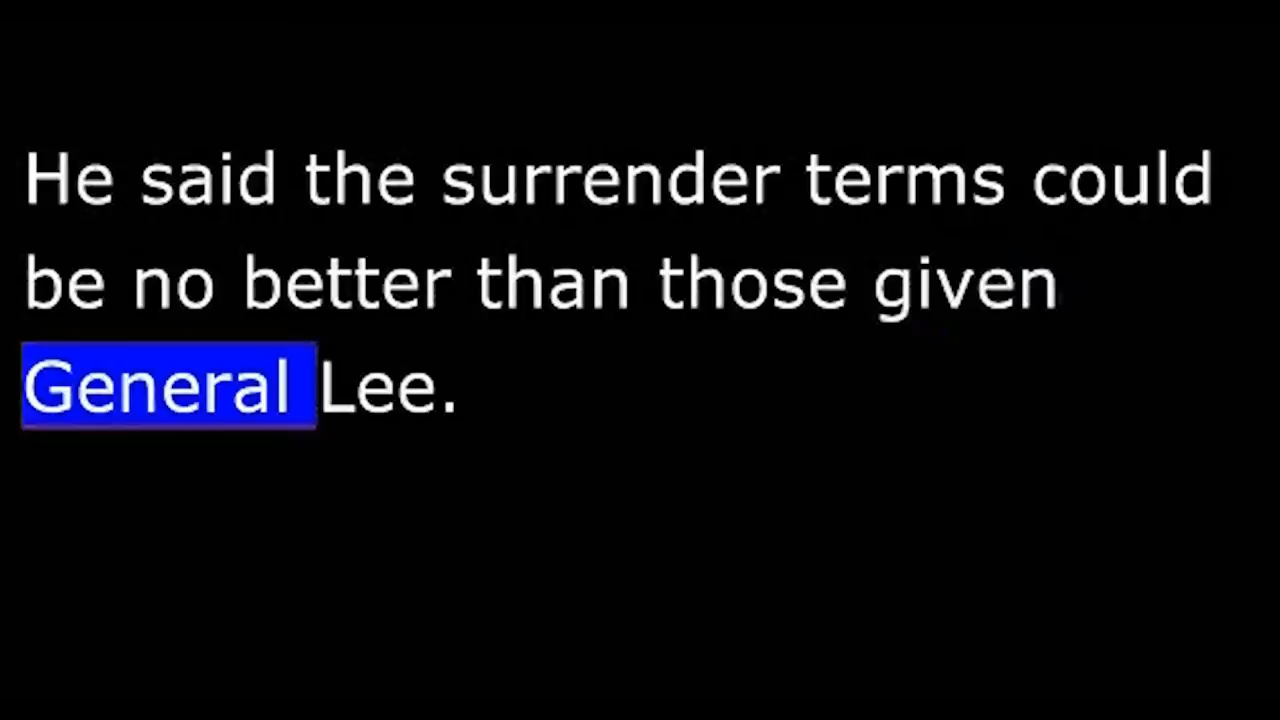 He said the surrender terms could
be no better than those given
General Lee.